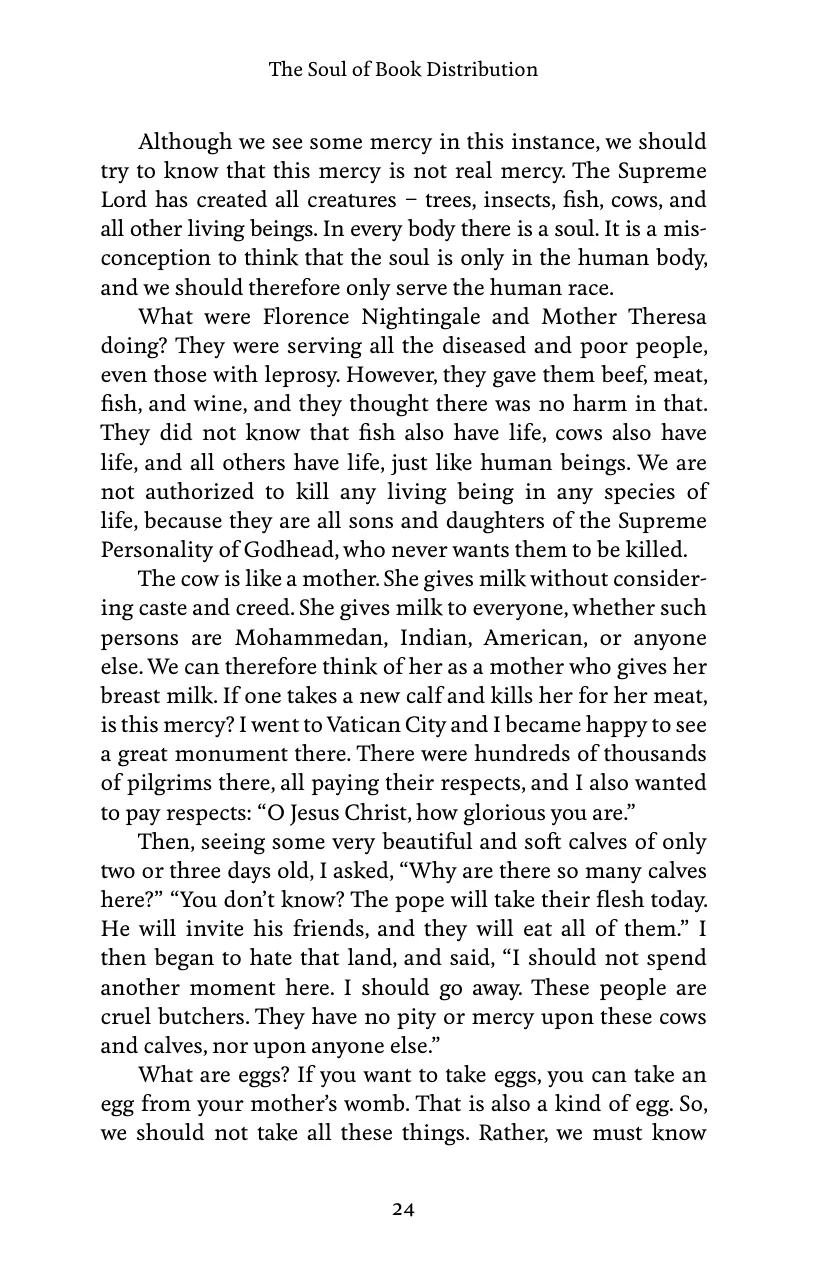 The Soul of Book Distribution
Although we see some mercy in this instance, we should
try to know that this mercy is not real mercy. The Supreme
Lord has created all creatures – trees, insects, fish, cows, and
all other living beings. In every body there is a soul. It is a mis-
conception to think that the soul is only in the human body,
and we should therefore only serve the human race.
What were Florence Nightingale and Mother Theresa
doing? They were serving all the diseased and poor people,
even those with leprosy. However, they gave them beef, meat,
fish, and wine, and they thought there was no harm in that.
They did not know that fish also have life, cows also have
life, and all others have life, just like human beings. We are
not authorized to kill any living being in any species of
life, because they are all sons and daughters of the Supreme
Personality of Godhead, who never wants them to be killed.
The cow is like a mother. She gives milk without consider-
ing caste and creed. She gives milk to everyone, whether such
persons are Mohammedan, Indian, American, or anyone
else. We can therefore think of her as a mother who gives her
breast milk. If one takes a new calf and kills her for her meat,
is this mercy? I went to Vatican City and I became happy to see
a great monument there. There were hundreds of thousands
of pilgrims there, all paying their respects, and I also wanted
to pay respects: “O Jesus Christ, how glorious you are.”
Then, seeing some very beautiful and soft calves of only
two or three days old, I asked, “Why are there so many calves
here?” “You don’t know? The pope will take their flesh today.
He will invite his friends, and they will eat all of them.” I
then began to hate that land, and said, “I should not spend
another moment here. I should go away. These people are
cruel butchers. They have no pity or mercy upon these cows
and calves, nor upon anyone else.”
What are eggs? If you want to take eggs, you can take an
egg from your mother’s womb. That is also a kind of egg. So,
we should not take all these things. Rather, we must know
24